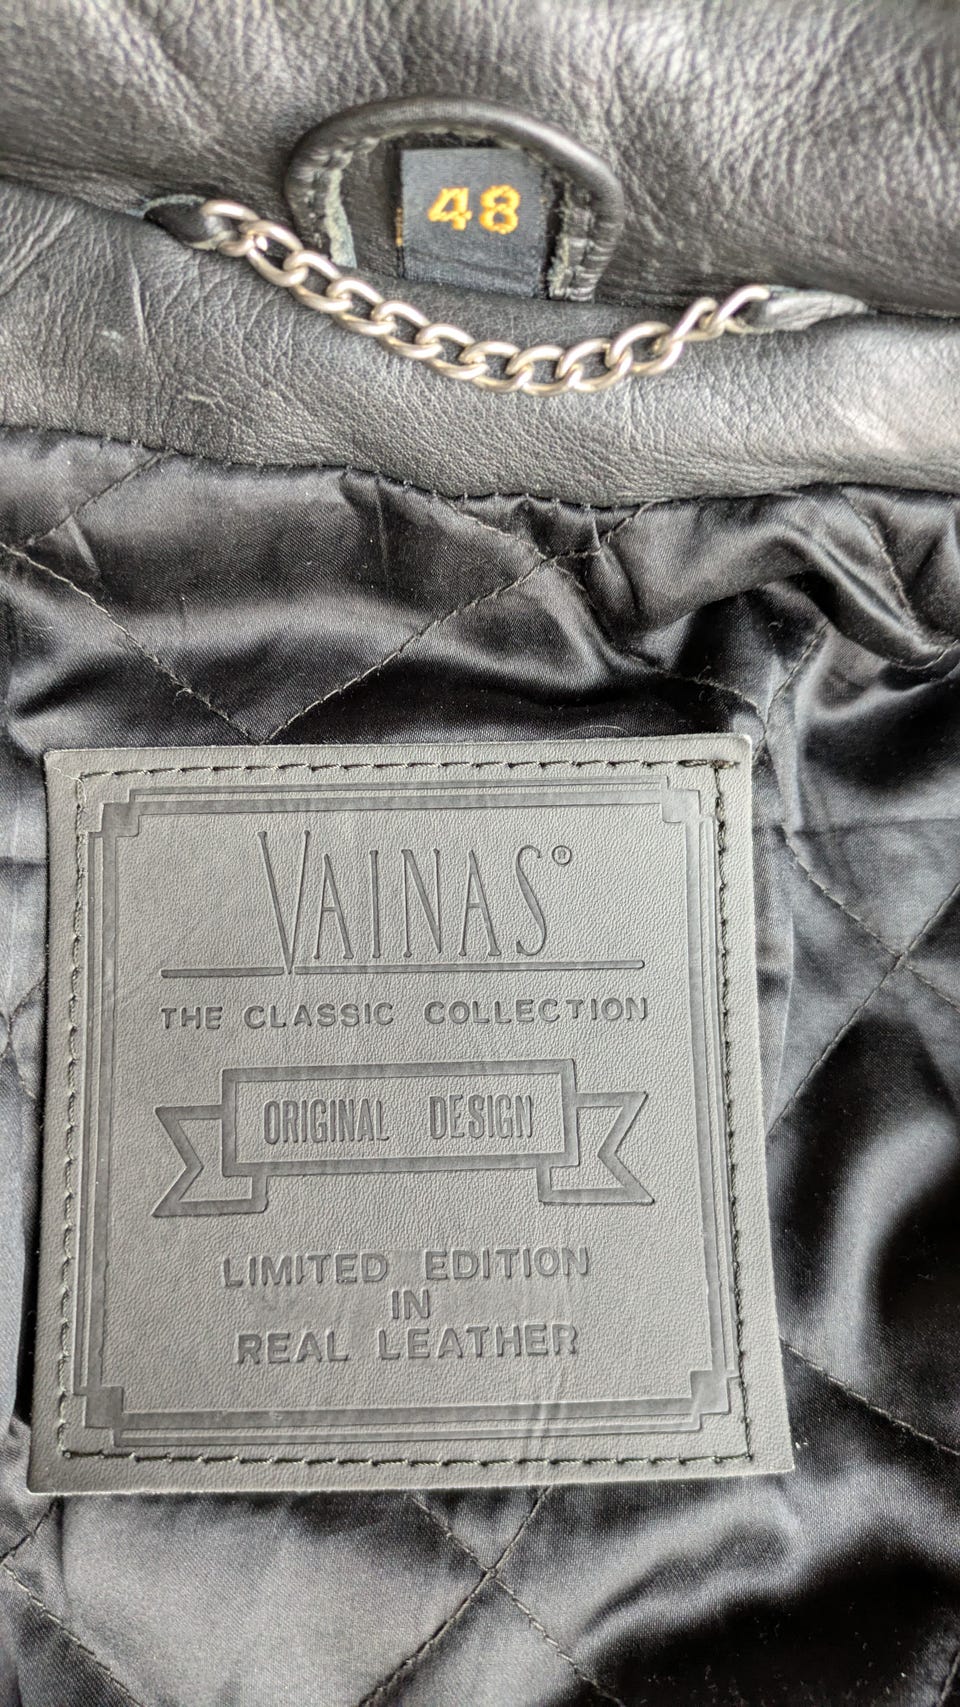 48
VAINAS®
THE CLASSIC COLLECTION
ORIGINAL DESIGN
LIMITED EDITION
IN
REAL LEATHER